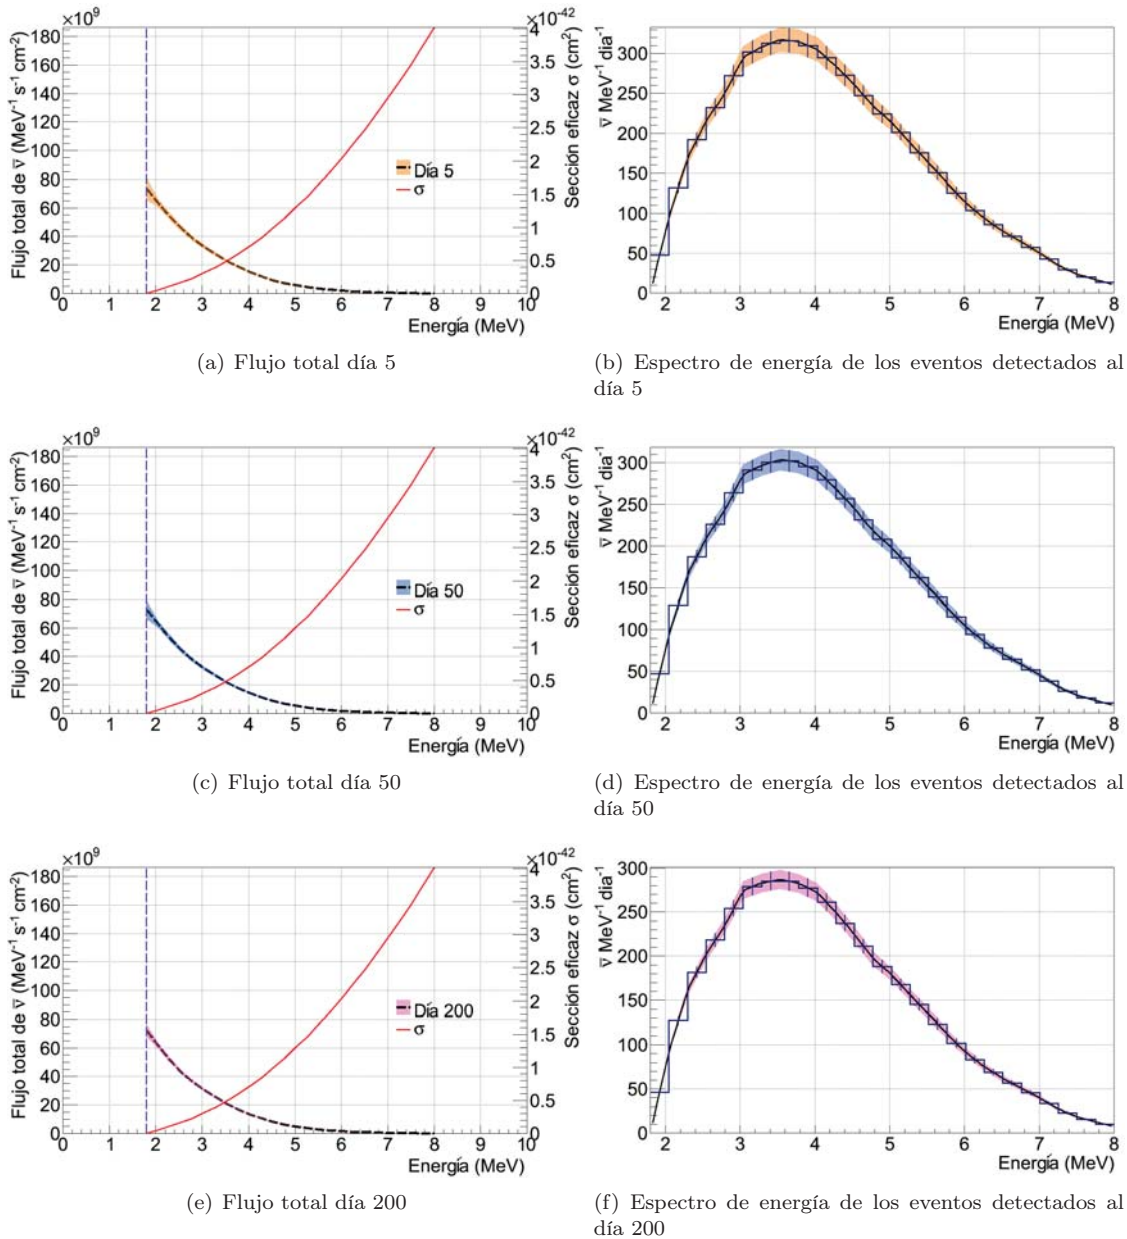 ×10⁹
×10⁻⁴²
Flujo total de ν̅ (MeV⁻¹ s⁻¹ cm⁻²)
180
160
140
120
100
80
60
40
20
0
Sección eficaz σ (cm²)
4
3.5
3
2.5
2
1.5
1
0.5
0
Día 5
σ
0 1 2 3 4 5 6 7 8 9 10
Energía (MeV)
(a) Flujo total día 5
ν̅ MeV⁻¹ dia⁻¹
300
250
200
150
100
50
0
2 3 4 5 6 7 8
Energía (MeV)
(b) Espectro de energía de los eventos detectados al
día 5
×10⁹
×10⁻⁴²
Flujo total de ν̅ (MeV⁻¹ s⁻¹ cm⁻²)
180
160
140
120
100
80
60
40
20
0
Sección eficaz σ (cm²)
4
3.5
3
2.5
2
1.5
1
0.5
0
Día 50
σ
0 1 2 3 4 5 6 7 8 9 10
Energía (MeV)
(c) Flujo total día 50
ν̅ MeV⁻¹ dia⁻¹
300
250
200
150
100
50
0
2 3 4 5 6 7 8
Energía (MeV)
(d) Espectro de energía de los eventos detectados al
día 50
×10⁹
×10⁻⁴²
Flujo total de ν̅ (MeV⁻¹ s⁻¹ cm⁻²)
180
160
140
120
100
80
60
40
20
0
Sección eficaz σ (cm²)
4
3.5
3
2.5
2
1.5
1
0.5
0
Día 200
σ
0 1 2 3 4 5 6 7 8 9 10
Energía (MeV)
(e) Flujo total día 200
ν̅ MeV⁻¹ dia⁻¹
300
250
200
150
100
50
0
2 3 4 5 6 7 8
Energía (MeV)
(f) Espectro de energía de los eventos detectados al
día 200